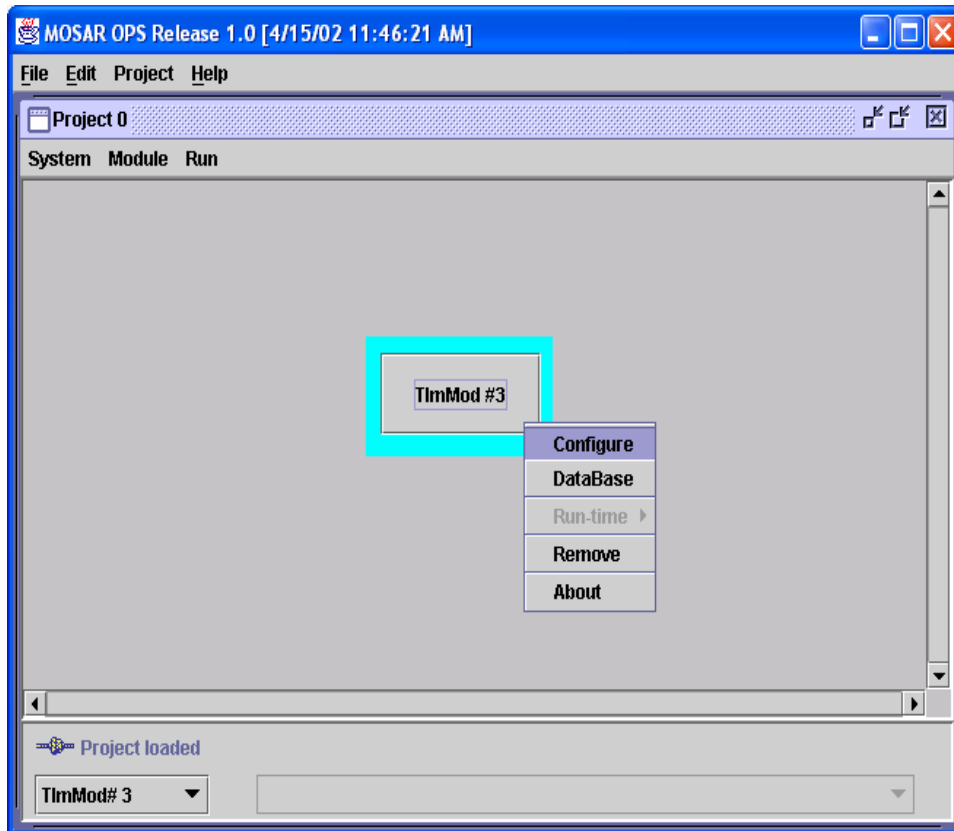 MOSAR OPS Release 1.0 [4/15/02 11:46:21 AM]
File Edit Project Help
Project 0
System Module Run
TlmMod #3
Configure
DataBase
Run-time
Remove
About
Project loaded
TlmMod# 3